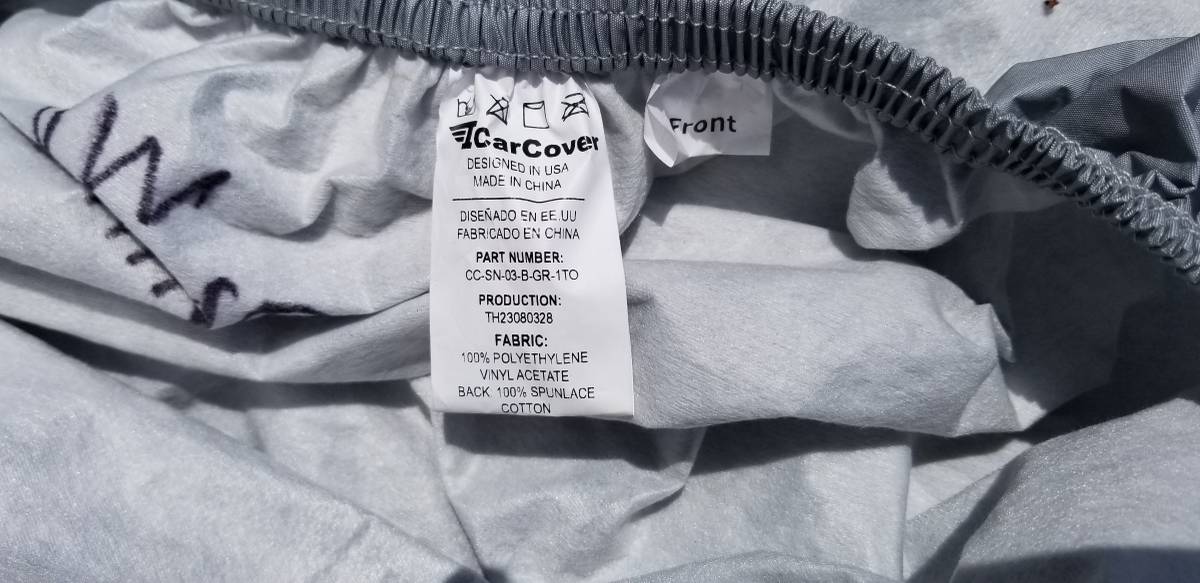 CarCover
DESIGNED IN USA
MADE IN CHINA
DISEÑADO EN EE.UU
FABRICADO EN CHINA
PART NUMBER:
CC-SN-03-B-GR-1TO
PRODUCTION:
TH23080328
FABRIC:
100% POLYETHYLENE
VINYL ACETATE
BACK: 100% SPUNLACE
COTTON
Front